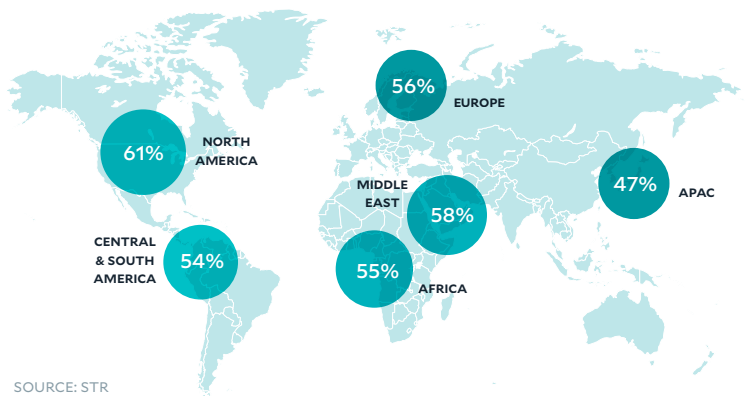 56%
EUROPE
61%
NORTH
AMERICA
MIDDLE
EAST
58%
47%
APAC
CENTRAL
& SOUTH
AMERICA
54%
55%
AFRICA
SOURCE: STR